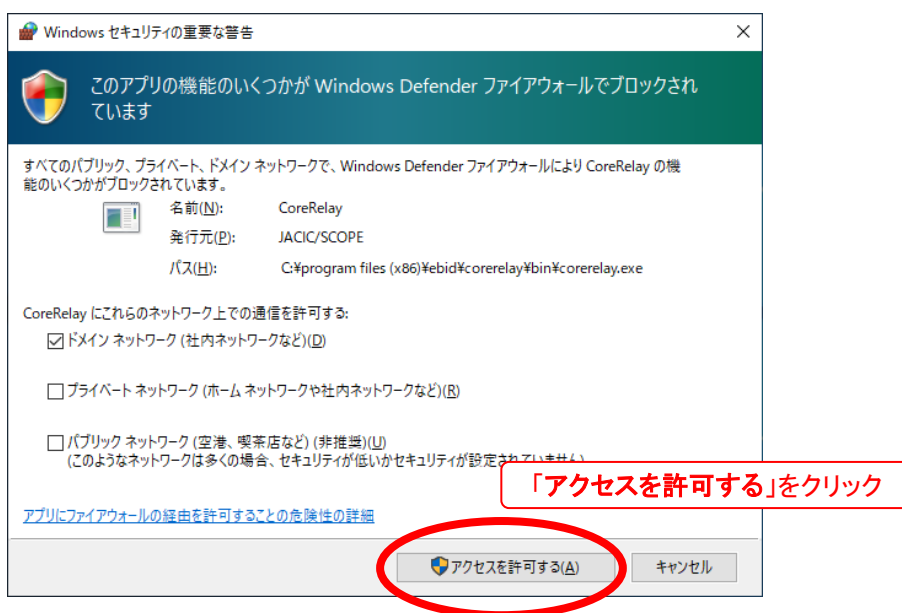 Windows セキュリティの重要な警告
このアプリの機能のいくつかが Windows Defender ファイアウォールでブロックされ
ています
すべてのパブリック、プライベート、ドメイン ネットワークで、Windows Defender ファイアウォールにより CoreRelay の機
能のいくつかがブロックされています。
名前(N): CoreRelay
発行元(P): JACIC/SCOPE
パス(H): C:¥program files (x86)¥ebid¥corerelay¥bin¥corerelay.exe
CoreRelay にこれらのネットワーク上での通信を許可する:
ドメイン ネットワーク (社内ネットワークなど)(D)
プライベート ネットワーク (ホーム ネットワークや社内ネットワークなど)(R)
パブリック ネットワーク (空港、喫茶店など) (非推奨)(U)
(このようなネットワークは多くの場合、セキュリティが低いかセキュリティが設定されていません)
「アクセスを許可する」をクリック
アプリにファイアウォールの経由を許可することの危険性の詳細
アクセスを許可する(A) キャンセル